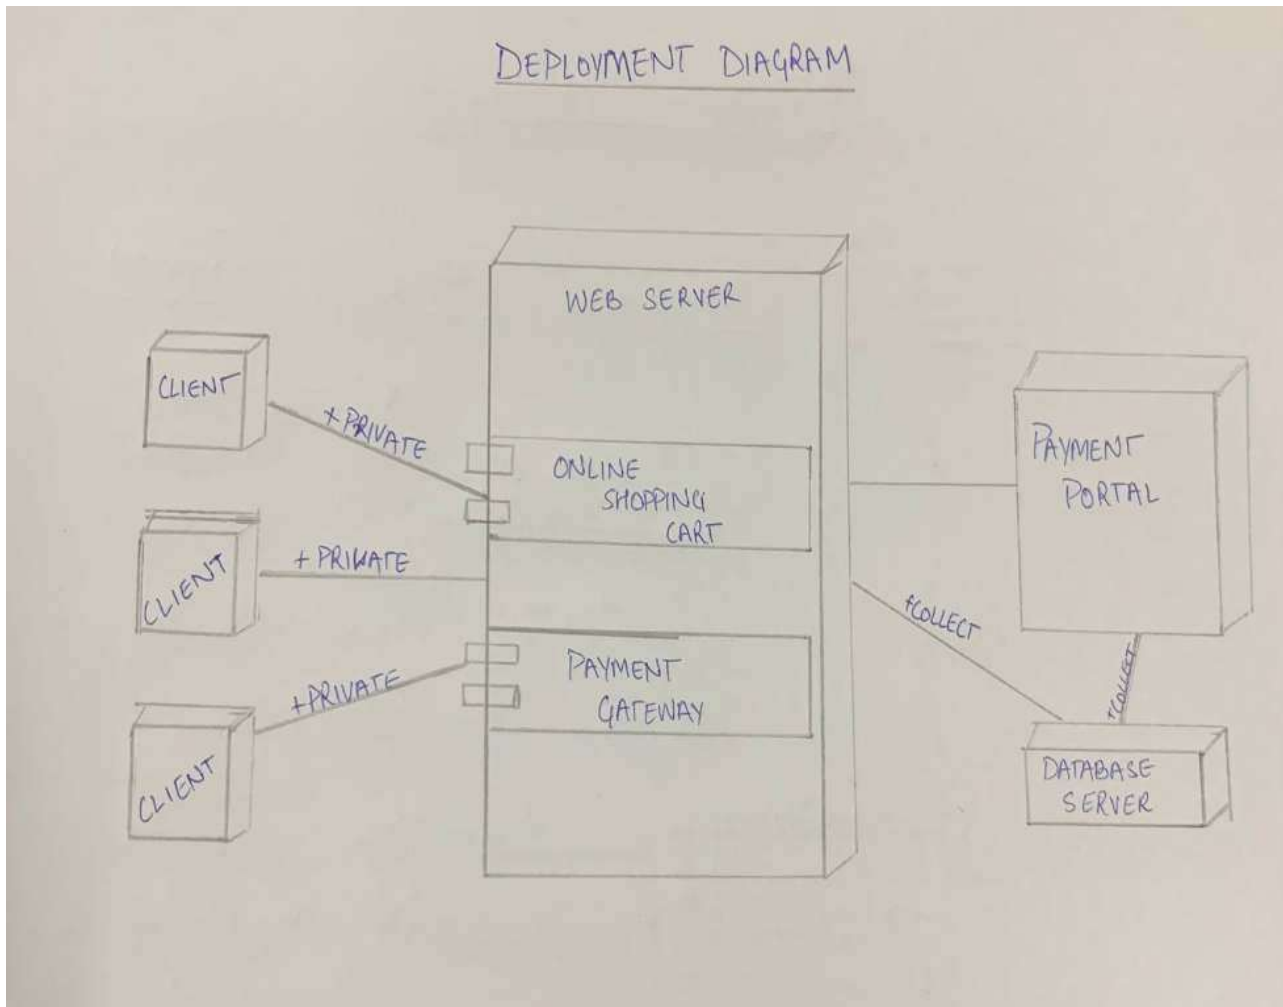 DEPLOYMENT DIAGRAM
WEB SERVER
CLIENT
+ PRIVATE
ONLINE
SHOPPING
CART
PAYMENT
PORTAL
CLIENT
+ PRIVATE
+COLLECT
CLIENT
+PRIVATE
PAYMENT
GATEWAY
+COLLECT
DATABASE
SERVER